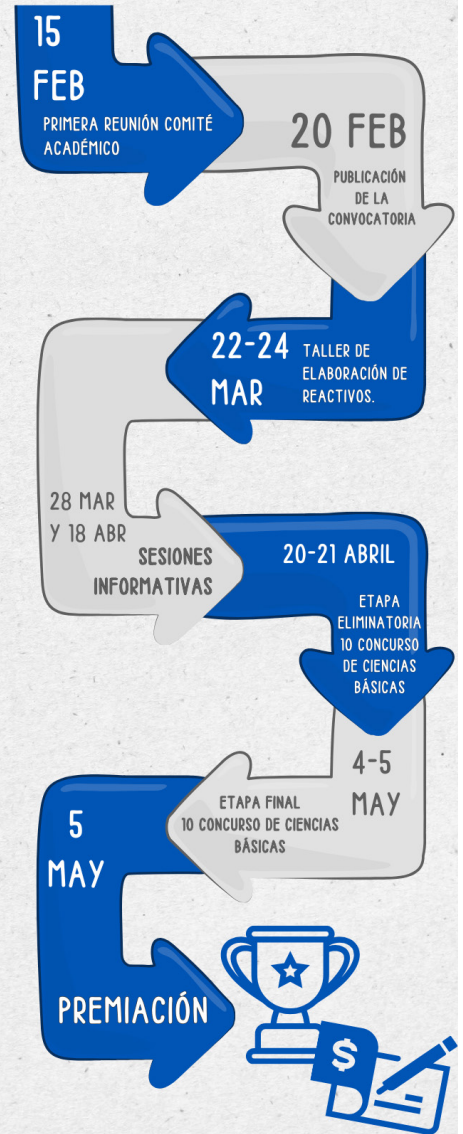 15
FEB
PRIMERA REUNIÓN COMITÉ
ACADÉMICO
20 FEB
PUBLICACIÓN
DE LA
CONVOCATORIA
22-24
MAR
TALLER DE
ELABORACIÓN DE
REACTIVOS.
28 MAR
Y 18 ABR
SESIONES
INFORMATIVAS
20-21 ABRIL
ETAPA
ELIMINATORIA
10 CONCURSO
DE CIENCIAS
BÁSICAS
4-5
MAY
ETAPA FINAL
10 CONCURSO DE CIENCIAS
BÁSICAS
5
MAY
PREMIACIÓN
$